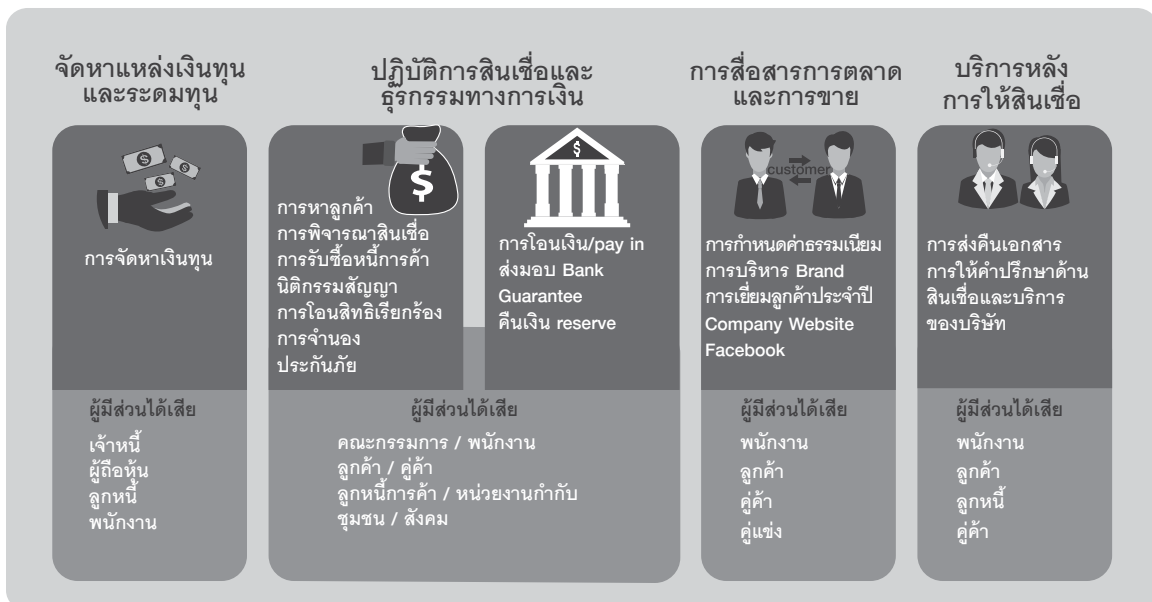 จัดหาแหล่งเงินทุน
และระดมทุน
$
$
$
การจัดหาเงินทุน
ผู้มีส่วนได้เสีย
เจ้าหนี้
ผู้ถือหุ้น
ลูกหนี้
พนักงาน
ปฏิบัติการสินเชื่อและ
ธุรกรรมทางการเงิน
$
การหาลูกค้า
การพิจารณาสินเชื่อ
การรับซื้อหนี้การค้า
นิติกรรมสัญญา
การโอนสิทธิเรียกร้อง
การจำนอง
ประกันภัย
$
การโอนเงิน/pay in
ส่งมอบ Bank
Guarantee
คืนเงิน reserve
ผู้มีส่วนได้เสีย
คณะกรรมการ / พนักงาน
ลูกค้า / คู่ค้า
ลูกหนี้การค้า / หน่วยงานกำกับ
ชุมชน / สังคม
การสื่อสารการตลาด
และการขาย
customer
การกำหนดค่าธรรมเนียม
การบริหาร Brand
การเยี่ยมลูกค้าประจำปี
Company Website
Facebook
ผู้มีส่วนได้เสีย
พนักงาน
ลูกค้า
คู่ค้า
คู่แข่ง
บริการหลัง
การให้สินเชื่อ
การส่งคืนเอกสาร
การให้คำปรึกษาด้าน
สินเชื่อและบริการ
ของบริษัท
ผู้มีส่วนได้เสีย
พนักงาน
ลูกค้า
ลูกหนี้
คู่ค้า